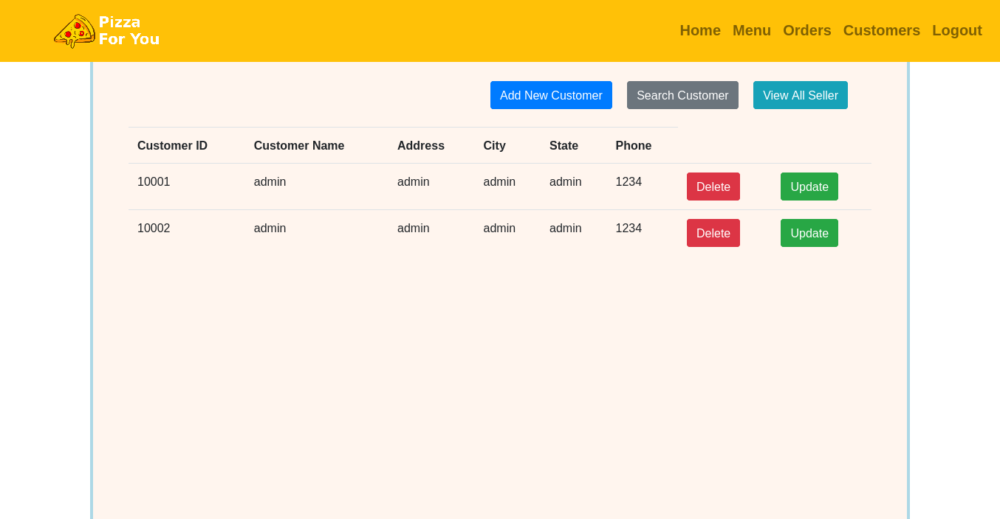 Pizza
For You
Home Menu Orders Customers Logout
Add New Customer Search Customer View All Seller
Customer ID Customer Name Address City State Phone
10001 admin admin admin admin 1234 Delete Update
10002 admin admin admin admin 1234 Delete Update